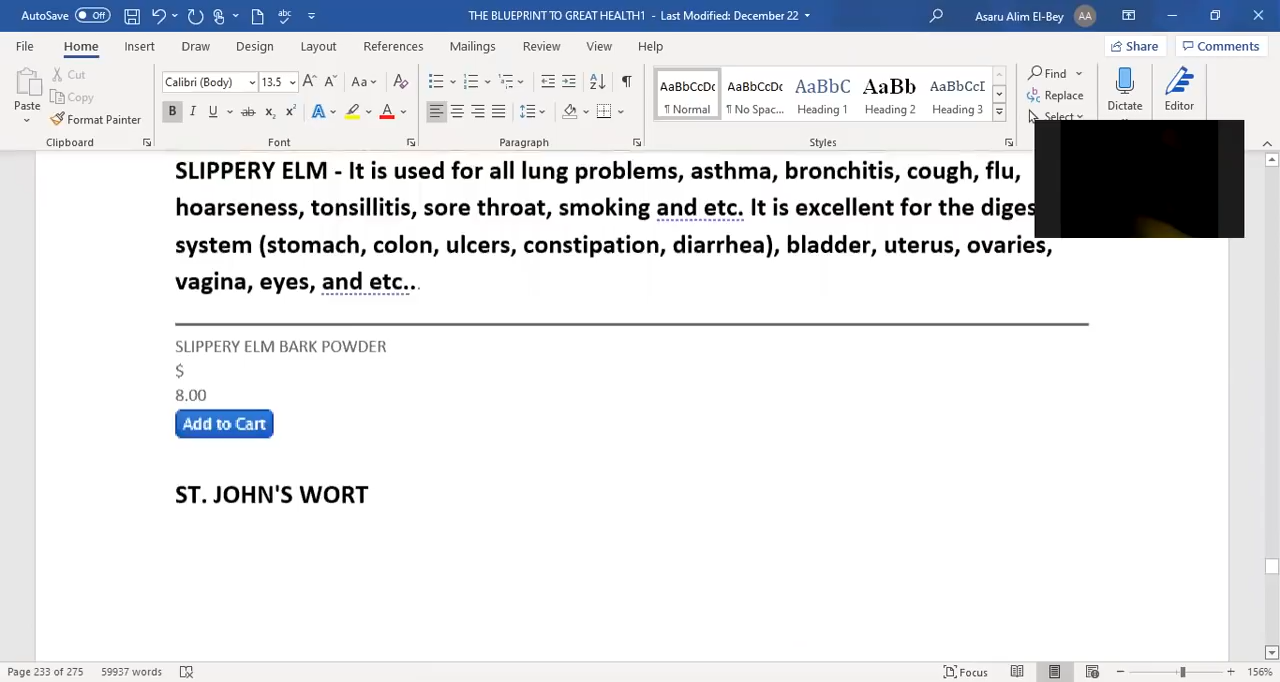 AutoSave Off THE BLUEPRINT TO GREAT HEALTH1 - Last Modified: December 22 Asaru Alim El-Bey AA
File Home Insert Draw Design Layout References Mailings Review View Help Share Comments
Paste Cut Copy Format Painter
Calibri (Body) 13.5
AaBbCcDc AaBbCcDc AaBbC AaBb AaBbCcI
¶ Normal ¶ No Spac... Heading 1 Heading 2 Heading 3
Find Replace Select Dictate Editor
Clipboard Font Paragraph Styles
SLIPPERY ELM - It is used for all lung problems, asthma, bronchitis, cough, flu,
hoarseness, tonsillitis, sore throat, smoking and etc. It is excellent for the
system (stomach, colon, ulcers, constipation, diarrhea), bladder, uterus, ovaries,
vagina, eyes, and etc..
SLIPPERY ELM BARK POWDER
$
8.00
Add to Cart
ST. JOHN'S WORT
Page 233 of 275 59937 words Focus 156%